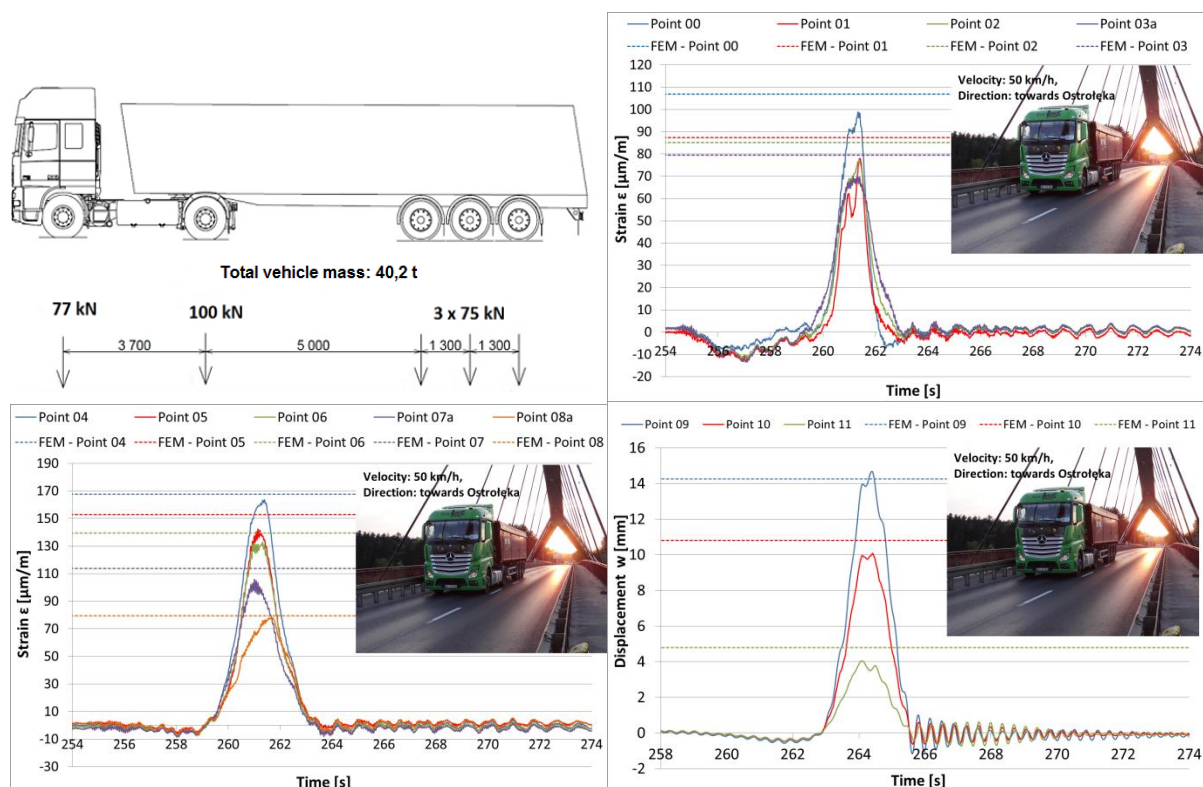 Total vehicle mass: 40,2 t
77 kN
100 kN
3 x 75 kN
3 700
5 000
1 300
1 300
Point 00 Point 01 Point 02 Point 03a
FEM - Point 00 FEM - Point 01 FEM - Point 02 FEM - Point 03
Strain ε [µm/m]
120
110
100
90
80
70
60
50
40
30
20
10
0
-10
-20
254 256 258 260 262 264 266 268 270 272 274
Time [s]
Velocity: 50 km/h,
Direction: towards Ostrołęka
Point 04 Point 05 Point 06 Point 07a Point 08a
FEM - Point 04 FEM - Point 05 FEM - Point 06 FEM - Point 07 FEM - Point 08
Strain ε [µm/m]
190
170
150
130
110
90
70
50
30
10
-10
-30
254 256 258 260 262 264 266 268 270 272 274
Time [s]
Velocity: 50 km/h,
Direction: towards Ostrołęka
Point 09 Point 10 Point 11 FEM - Point 09 FEM - Point 10 FEM - Point 11
Displacement w [mm]
16
14
12
10
8
6
4
2
0
-2
258 260 262 264 266 268 270 272 274
Time [s]
Velocity: 50 km/h,
Direction: towards Ostrołęka